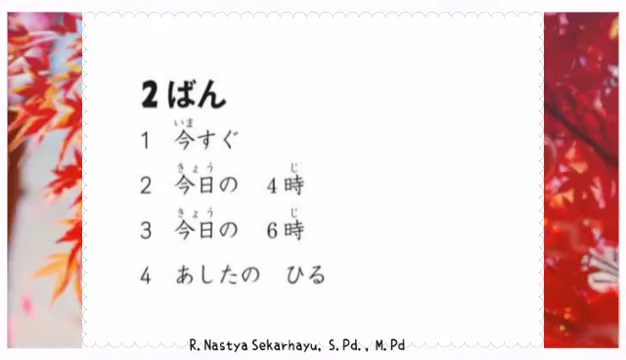 2ばん
いま
1 今すぐ
きょう じ
2 今日の 4時
きょう じ
3 今日の 6時
4 あしたの ひる
R. Nastya Sekarhayu, S. Pd. , M. Pd